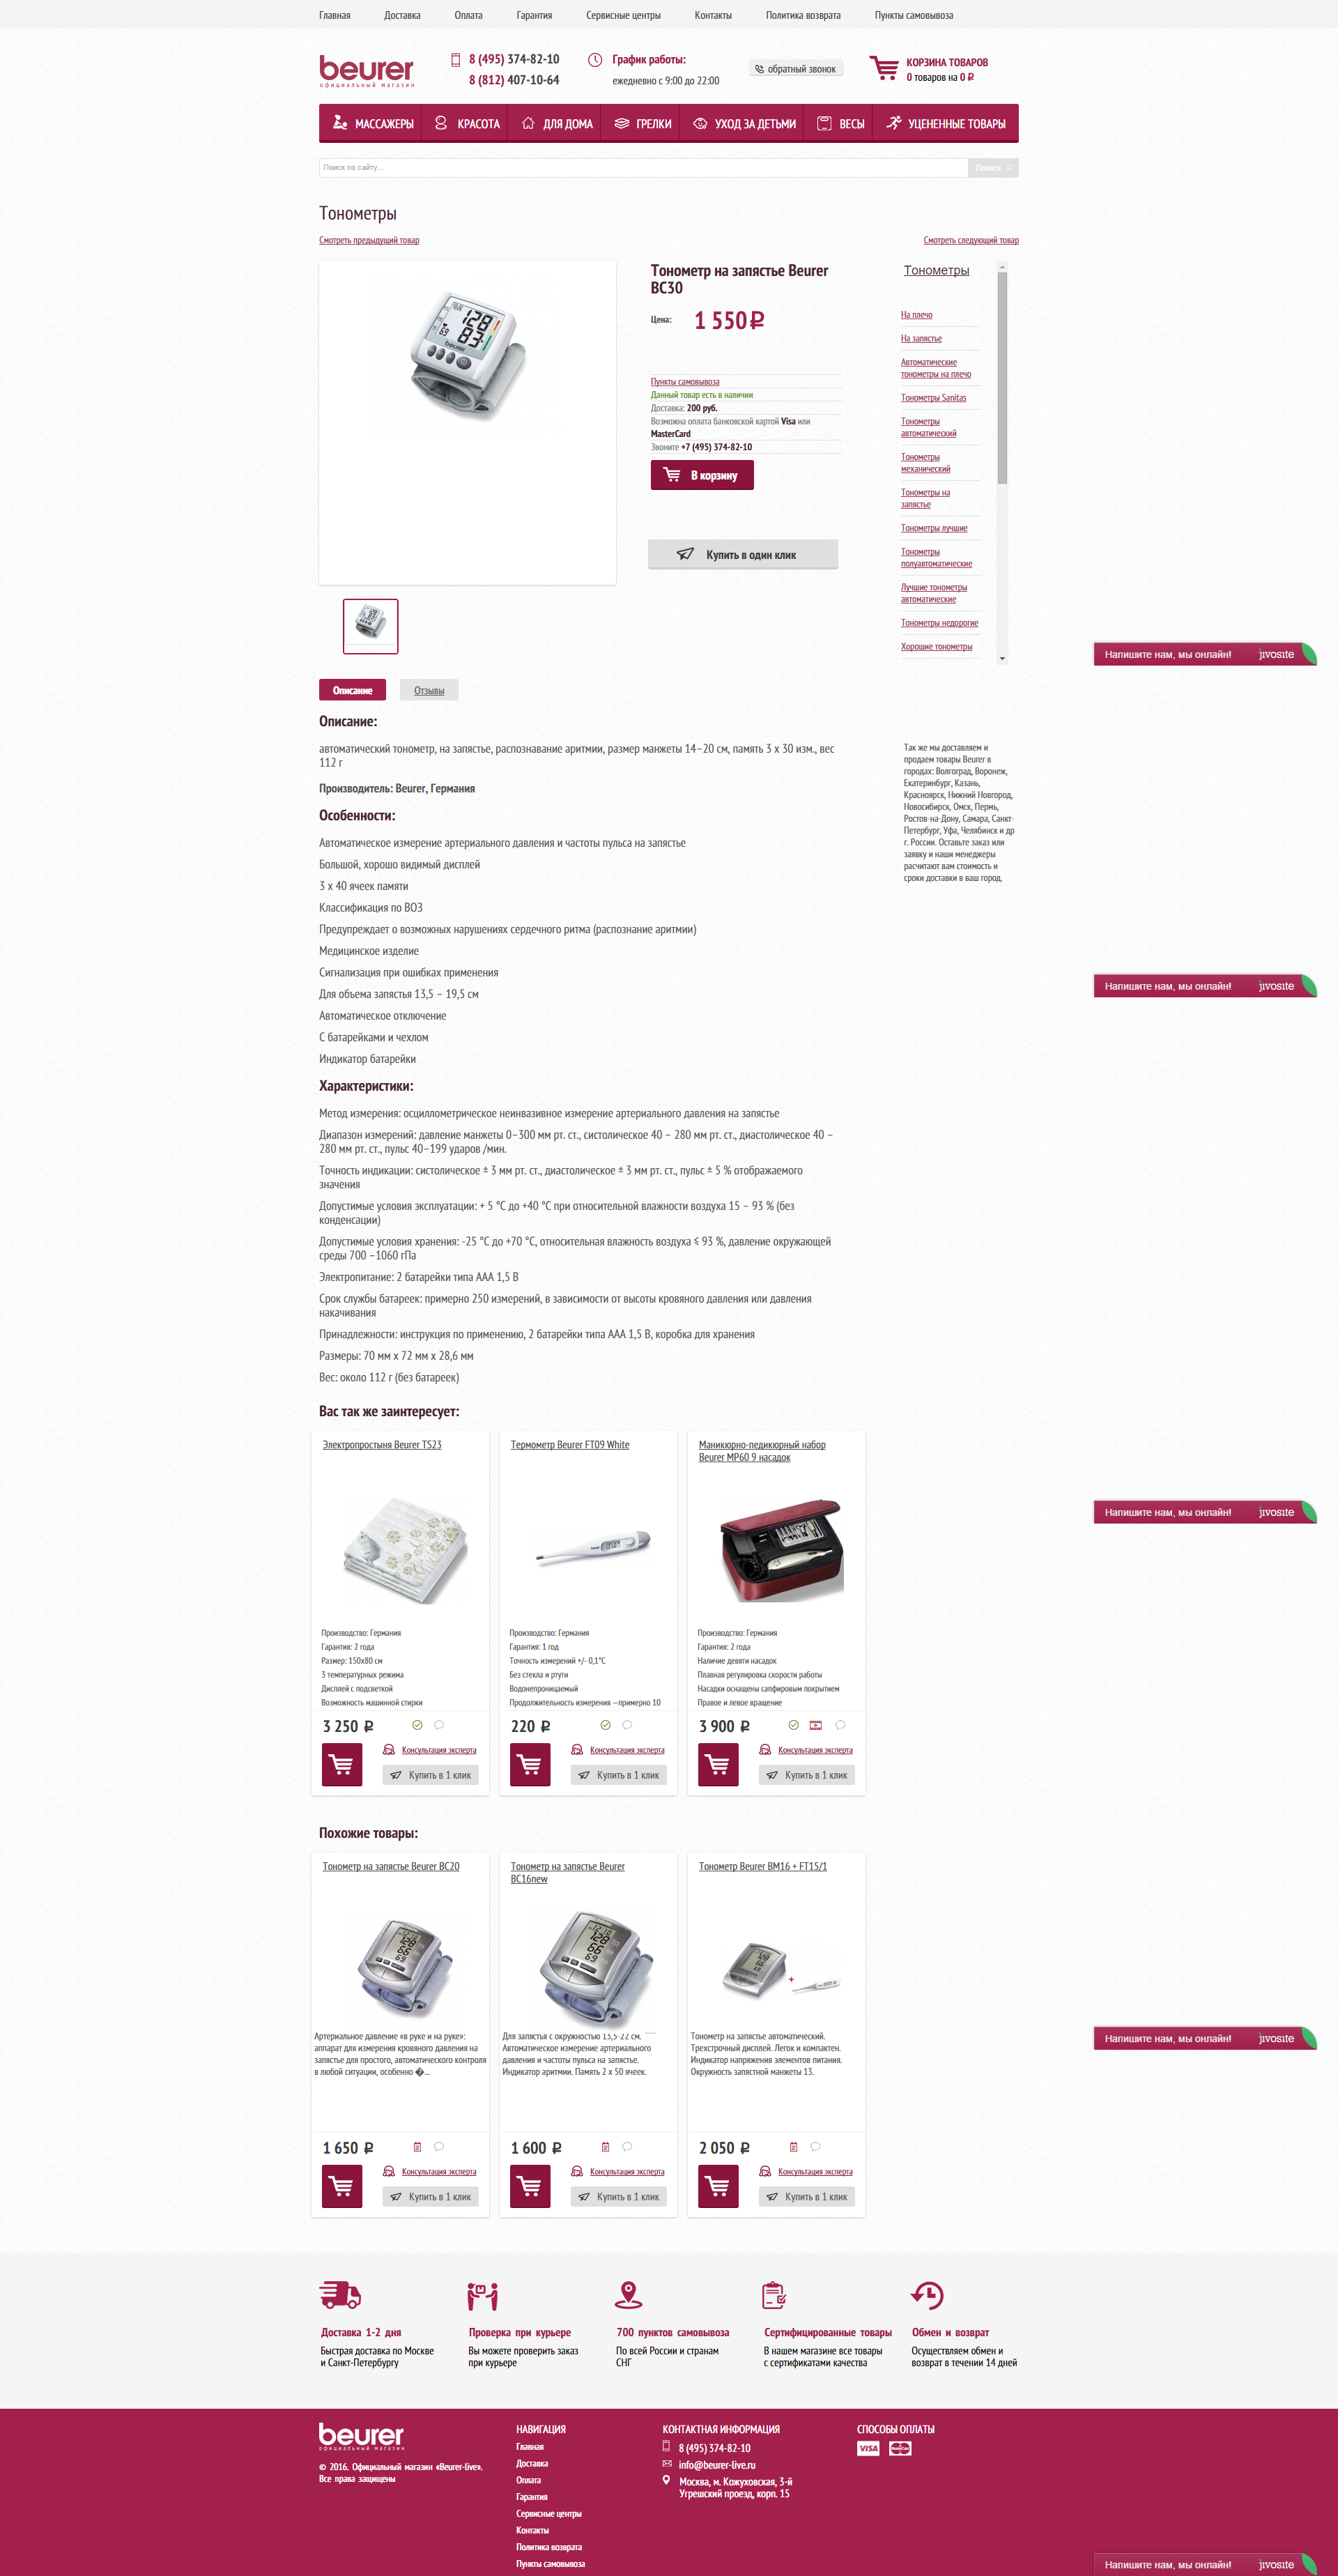 Главная Доставка Оплата Гарантия Сервисные центры Контакты Политика возврата Пункты самовывоза
beurer
официальный магазин
8 (495) 374-82-10
8 (812) 407-10-64
График работы:
ежедневно с 9:00 до 22:00
обратный звонок
КОРЗИНА ТОВАРОВ
0 товаров на 0 ₽
МАССАЖЕРЫ КРАСОТА ДЛЯ ДОМА ГРЕЛКИ УХОД ЗА ДЕТЬМИ ВЕСЫ УЦЕНЕННЫЕ ТОВАРЫ
Поиск по сайту... Поиск
Тонометры
Смотреть предыдущий товар Смотреть следующий товар
Тонометр на запястье Beurer
BC30
Цена: 1 550 ₽
Пункты самовывоза
Данный товар есть в наличии
Доставка: 200 руб.
Возможна оплата банковской картой Visa или
MasterCard
Звоните +7 (495) 374-82-10
В корзину
Купить в один клик
Тонометры
На плечо
На запястье
Автоматические
тонометры на плечо
Тонометры Sanitas
Тонометры
автоматический
Тонометры
механический
Тонометры на
запястье
Тонометры лучшие
Тонометры
полуавтоматические
Лучшие тонометры
автоматические
Тонометры недорогие
Хорошие тонометры
Напишите нам, мы онлайн! jivosite
Описание Отзывы
Описание:
автоматический тонометр, на запястье, распознавание аритмии, размер манжеты 14–20 см, память 3 х 30 изм., вес
112 г
Производитель: Beurer, Германия
Так же мы доставляем и
продаем товары Beurer в
городах: Волгоград, Воронеж,
Екатеринбург, Казань,
Красноярск, Нижний Новгород,
Новосибирск, Омск, Пермь,
Ростов-на-Дону, Самара, Санкт-
Петербург, Уфа, Челябинск и др
г. России. Оставьте заказ или
заявку и наши менеджеры
расчитают вам стоимость и
сроки доставки в ваш город.
Особенности:
Автоматическое измерение артериального давления и частоты пульса на запястье
Большой, хорошо видимый дисплей
3 x 40 ячеек памяти
Классификация по ВОЗ
Предупреждает о возможных нарушениях сердечного ритма (распознание аритмии)
Медицинское изделие
Сигнализация при ошибках применения
Напишите нам, мы онлайн! jivosite
Для объема запястья 13,5 – 19,5 см
Автоматическое отключение
С батарейками и чехлом
Индикатор батарейки
Характеристики:
Метод измерения: осциллометрическое неинвазивное измерение артериального давления на запястье
Диапазон измерений: давление манжеты 0–300 мм рт. ст., систолическое 40 – 280 мм рт. ст., диастолическое 40 –
280 мм рт. ст., пульс 40–199 ударов /мин.
Точность индикации: систолическое ± 3 мм рт. ст., диастолическое ± 3 мм рт. ст., пульс ± 5 % отображаемого
значения
Допустимые условия эксплуатации: + 5 °C до +40 °C при относительной влажности воздуха 15 – 93 % (без
конденсации)
Допустимые условия хранения: -25 °C до +70 °C, относительная влажность воздуха ≤ 93 %, давление окружающей
среды 700 –1060 гПа
Электропитание: 2 батарейки типа AAA 1,5 В
Срок службы батареек: примерно 250 измерений, в зависимости от высоты кровяного давления или давления
накачивания
Принадлежности: инструкция по применению, 2 батарейки типа AAA 1,5 В, коробка для хранения
Размеры: 70 мм x 72 мм x 28,6 мм
Вес: около 112 г (без батареек)
Вас так же заинтересует:
Электропростыня Beurer TS23
Производство: Германия
Гарантия: 2 года
Размер: 150x80 см
3 температурных режима
Дисплей с подсветкой
Возможность машинной стирки
3 250 ₽
Консультация эксперта
Купить в 1 клик
Термометр Beurer FT09 White
Производство: Германия
Гарантия: 1 год
Точность измерений +/- 0,1°C
Без стекла и ртути
Водонепроницаемый
Продолжительность измерения —примерно 10
220 ₽
Консультация эксперта
Купить в 1 клик
Маникюрно-педикюрный набор
Beurer MP60 9 насадок
Производство: Германия
Гарантия: 2 года
Наличие девяти насадок
Плавная регулировка скорости работы
Насадки оснащены сапфировым покрытием
Правое и левое вращение
3 900 ₽
Консультация эксперта
Купить в 1 клик
Напишите нам, мы онлайн! jivosite
Похожие товары:
Тонометр на запястье Beurer BC20
Артериальное давление «в руке и на руке»:
аппарат для измерения кровяного давления на
запястье для простого, автоматического контроля
в любой ситуации, особенно �...
1 650 ₽
Консультация эксперта
Купить в 1 клик
Тонометр на запястье Beurer
BC16new
Для запястья с окружностью 13,5-22 см.
Автоматическое измерение артериального
давления и частоты пульса на запястье.
Индикатор аритмии. Память 2 х 50 ячеек.
1 600 ₽
Консультация эксперта
Купить в 1 клик
Тонометр Beurer BM16 + FT15/1
Тонометр на запястье автоматический.
Трехстрочный дисплей. Легок и компактен.
Индикатор напряжения элементов питания.
Окружность запястной манжеты 13.
2 050 ₽
Консультация эксперта
Купить в 1 клик
Напишите нам, мы онлайн! jivosite
Доставка 1-2 дня
Быстрая доставка по Москве
и Санкт-Петербургу
Проверка при курьере
Вы можете проверить заказ
при курьере
700 пунктов самовывоза
По всей России и странам
СНГ
Сертифицированные товары
В нашем магазине все товары
с сертификатами качества
Обмен и возврат
Осуществляем обмен и
возврат в течении 14 дней
beurer
официальный магазин
© 2016. Официальный магазин «Beurer-live».
Все права защищены
НАВИГАЦИЯ
Главная
Доставка
Оплата
Гарантия
Сервисные центры
Контакты
Политика возврата
Пункты самовывоза
КОНТАКТНАЯ ИНФОРМАЦИЯ
8 (495) 374-82-10
info@beurer-live.ru
Москва, м. Кожуховская, 3-й
Угрешский проезд, корп. 15
СПОСОБЫ ОПЛАТЫ
VISA MasterCard
Напишите нам, мы онлайн! jivosite